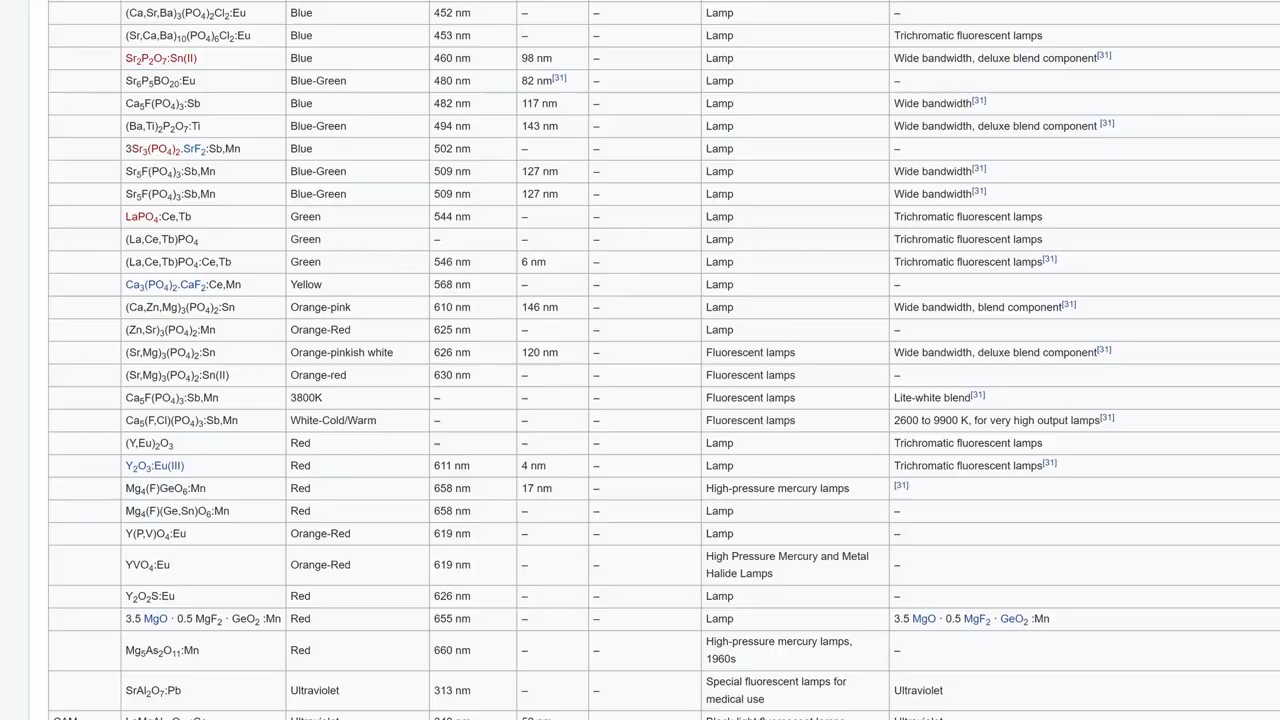 (Ca,Sr,Ba)₃(PO₄)₂Cl₂:Eu Blue 452 nm – – Lamp –
(Sr,Ca,Ba)₁₀(PO₄)₆Cl₂:Eu Blue 453 nm – – Lamp Trichromatic fluorescent lamps
Sr₂P₂O₇:Sn(II) Blue 460 nm 98 nm – Lamp Wide bandwidth, deluxe blend component[31]
Sr₆P₅BO₂₀:Eu Blue-Green 480 nm 82 nm[31] – Lamp –
Ca₅F(PO₄)₃:Sb Blue 482 nm 117 nm – Lamp Wide bandwidth[31]
(Ba,Ti)₂P₂O₇:Ti Blue-Green 494 nm 143 nm – Lamp Wide bandwidth, deluxe blend component [31]
3Sr₃(PO₄)₂.SrF₂:Sb,Mn Blue 502 nm – – Lamp –
Sr₅F(PO₄)₃:Sb,Mn Blue-Green 509 nm 127 nm – Lamp Wide bandwidth[31]
Sr₅F(PO₄)₃:Sb,Mn Blue-Green 509 nm 127 nm – Lamp Wide bandwidth[31]
LaPO₄:Ce,Tb Green 544 nm – – Lamp Trichromatic fluorescent lamps
(La,Ce,Tb)PO₄ Green – – – Lamp Trichromatic fluorescent lamps
(La,Ce,Tb)PO₄:Ce,Tb Green 546 nm 6 nm – Lamp Trichromatic fluorescent lamps[31]
Ca₃(PO₄)₂.CaF₂:Ce,Mn Yellow 568 nm – – Lamp –
(Ca,Zn,Mg)₃(PO₄)₂:Sn Orange-pink 610 nm 146 nm – Lamp Wide bandwidth, blend component[31]
(Zn,Sr)₃(PO₄)₂:Mn Orange-Red 625 nm – – Lamp –
(Sr,Mg)₃(PO₄)₂:Sn Orange-pinkish white 626 nm 120 nm – Fluorescent lamps Wide bandwidth, deluxe blend component[31]
(Sr,Mg)₃(PO₄)₂:Sn(II) Orange-red 630 nm – – Fluorescent lamps –
Ca₅F(PO₄)₃:Sb,Mn 3800K – – – Fluorescent lamps Lite-white blend[31]
Ca₅(F,Cl)(PO₄)₃:Sb,Mn White-Cold/Warm – – – Fluorescent lamps 2600 to 9900 K, for very high output lamps[31]
(Y,Eu)₂O₃ Red – – – Lamp Trichromatic fluorescent lamps
Y₂O₃:Eu(III) Red 611 nm 4 nm – Lamp Trichromatic fluorescent lamps[31]
Mg₄(F)GeO₆:Mn Red 658 nm 17 nm – High-pressure mercury lamps [31]
Mg₄(F)(Ge,Sn)O₆:Mn Red 658 nm – – Lamp –
Y(P,V)O₄:Eu Orange-Red 619 nm – – Lamp –
YVO₄:Eu Orange-Red 619 nm – – High Pressure Mercury and Metal
Halide Lamps –
Y₂O₂S:Eu Red 626 nm – – Lamp –
3.5 MgO · 0.5 MgF₂ · GeO₂ :Mn Red 655 nm – – Lamp 3.5 MgO · 0.5 MgF₂ · GeO₂ :Mn
Mg₅As₂O₁₁:Mn Red 660 nm – – High-pressure mercury lamps,
1960s –
SrAl₂O₇:Pb Ultraviolet 313 nm – – Special fluorescent lamps for
medical use Ultraviolet